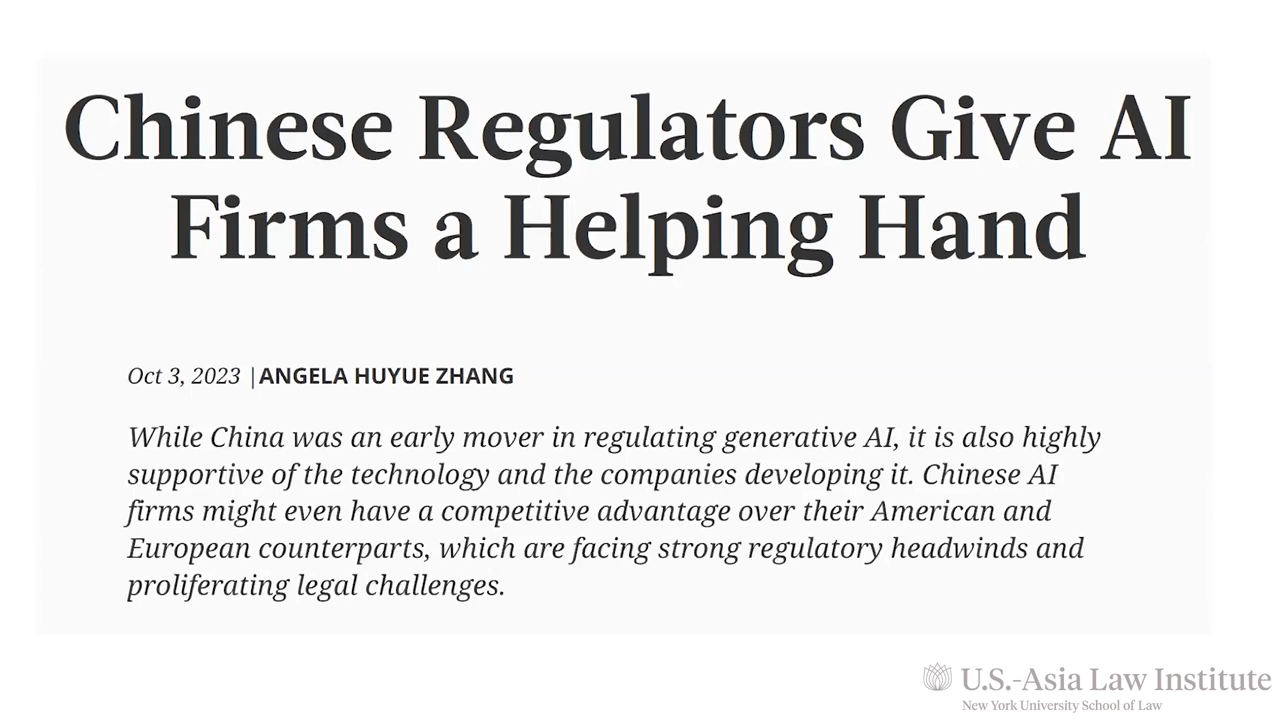 Chinese Regulators Give AI
Firms a Helping Hand
Oct 3, 2023 |ANGELA HUYUE ZHANG
While China was an early mover in regulating generative AI, it is also highly
supportive of the technology and the companies developing it. Chinese AI
firms might even have a competitive advantage over their American and
European counterparts, which are facing strong regulatory headwinds and
proliferating legal challenges.
U.S.-Asia Law Institute
New York University School of Law